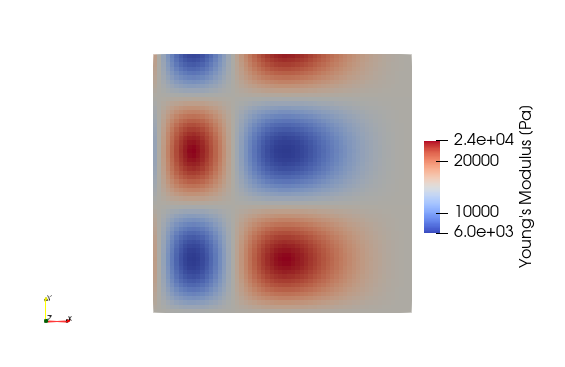 2.4e+04
20000
10000
6.0e+03
Young's Modulus (Pa)
Y
Z X